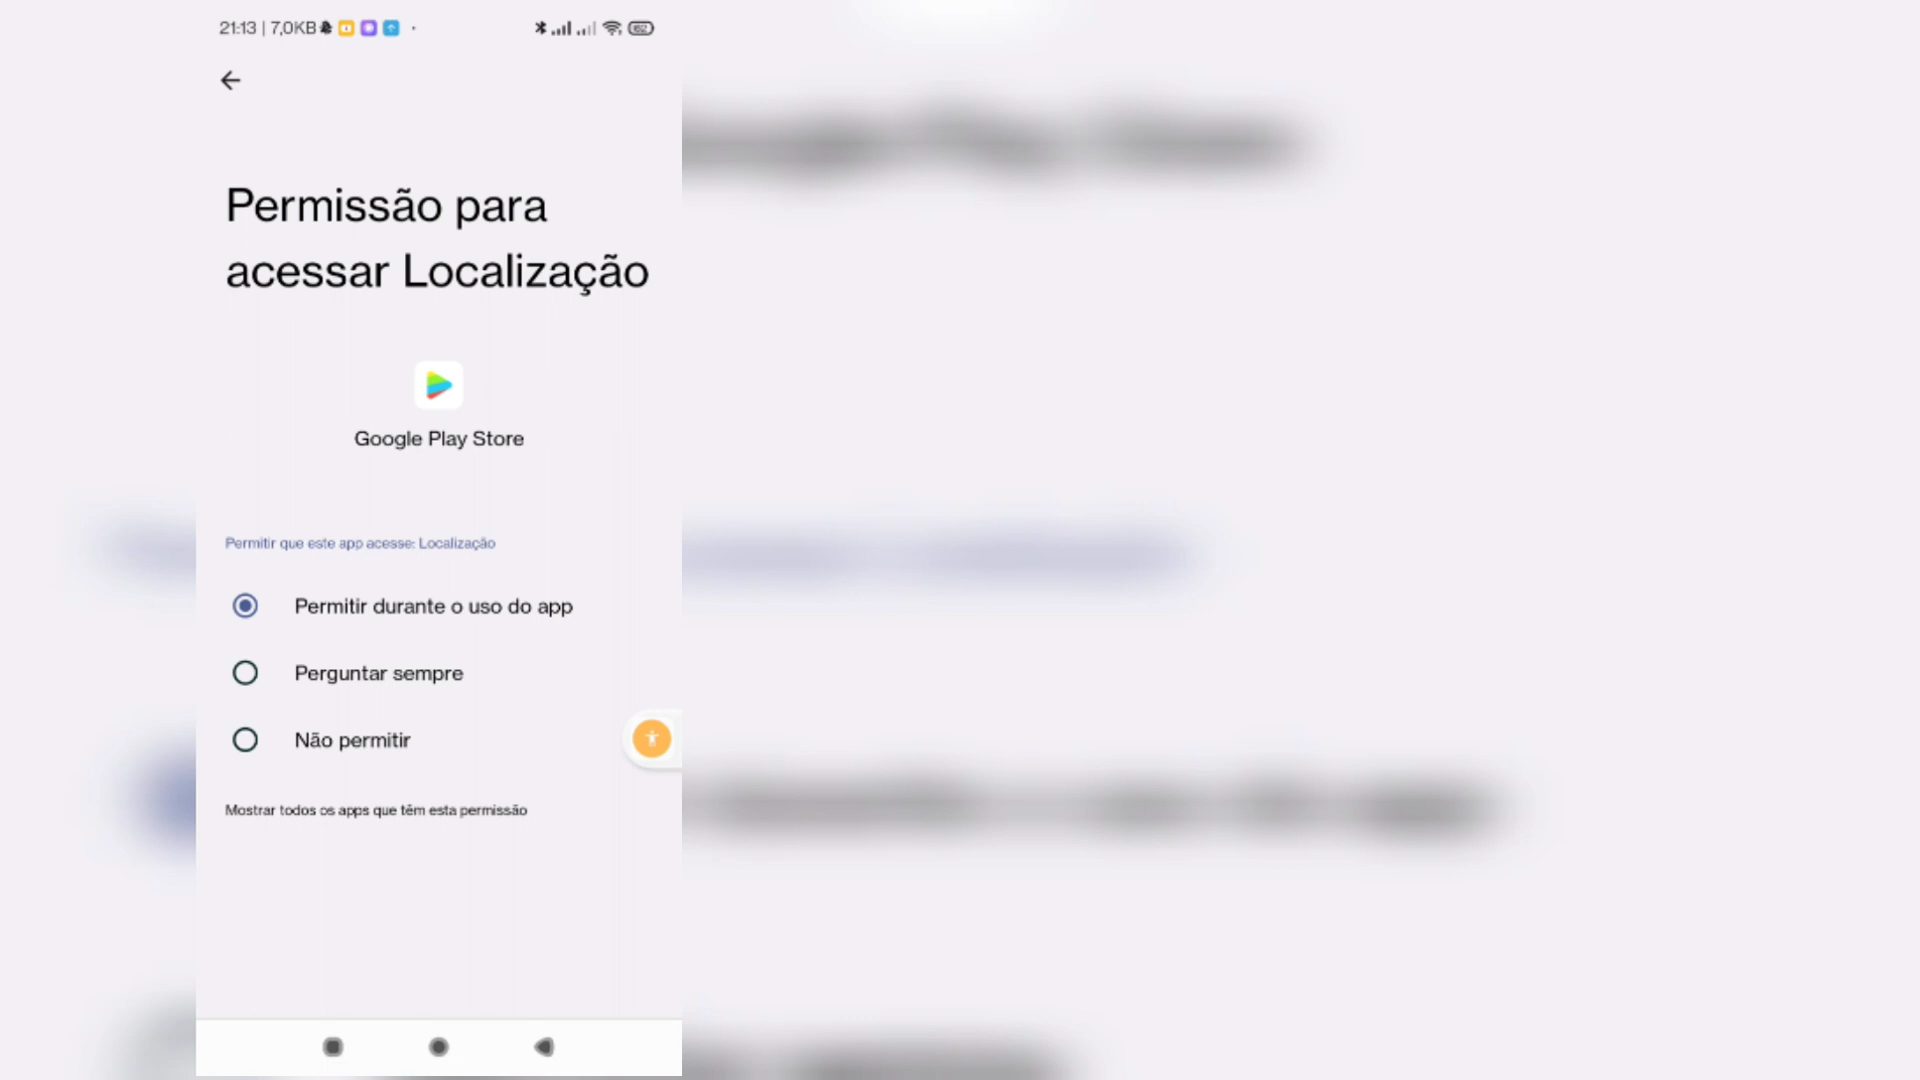 21:13 | 7,0KB
Permissão para
acessar Localização
Google Play Store
Permitir que este app acesse: Localização
Permitir durante o uso do app
Perguntar sempre
Não permitir
Mostrar todos os apps que têm esta permissão